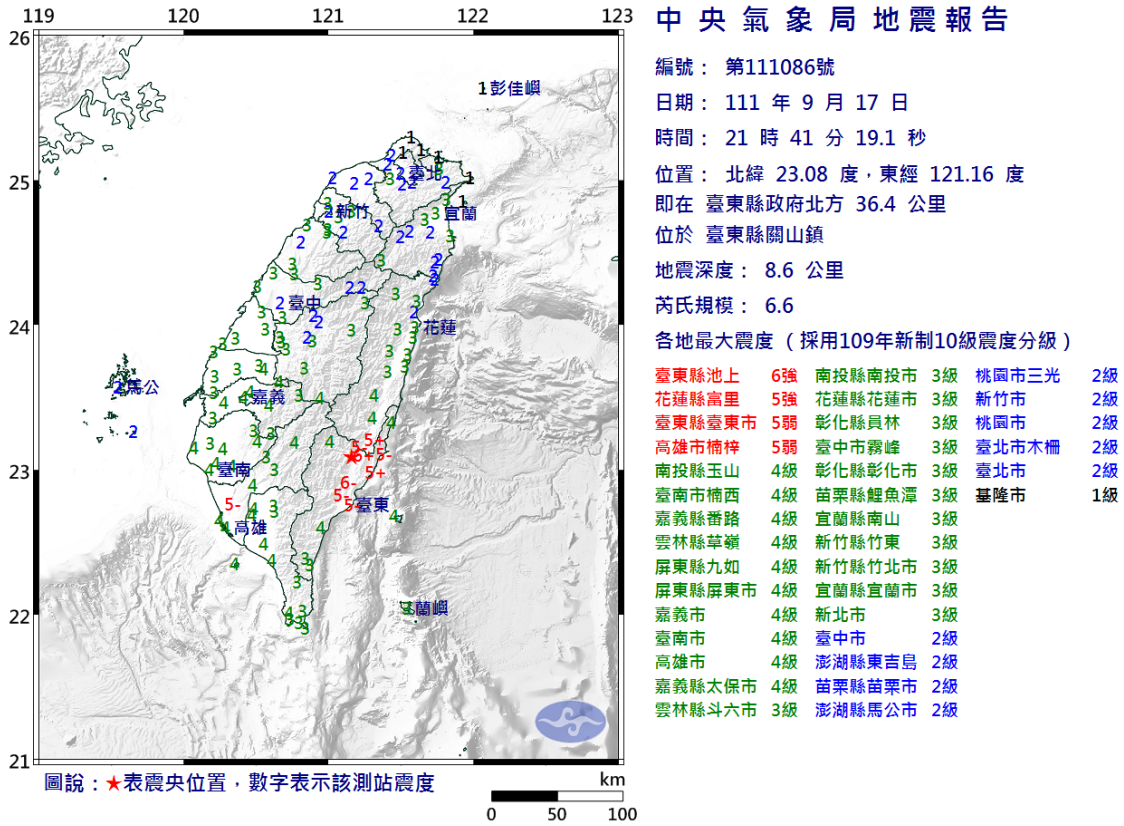 中央氣象局地震報告
編號： 第111086號
日期： 111 年 9 月 17 日
時間： 21 時 41 分 19.1 秒
位置： 北緯 23.08 度，東經 121.16 度
即在 臺東縣政府北方 36.4 公里
位於 臺東縣關山鎮
地震深度： 8.6 公里
芮氏規模： 6.6
各地最大震度（採用109年新制10級震度分級）
臺東縣池上 6強 南投縣南投市 3級 桃園市三光 2級
花蓮縣富里 5強 花蓮縣花蓮市 3級 新竹市 2級
臺東縣臺東市 5弱 彰化縣員林 3級 桃園市 2級
高雄市楠梓 5弱 臺中市霧峰 3級 臺北市木柵 2級
南投縣玉山 4級 彰化縣彰化市 3級 臺北市 2級
臺南市楠西 4級 苗栗縣鯉魚潭 3級 基隆市 1級
嘉義縣番路 4級 宜蘭縣南山 3級
雲林縣草嶺 4級 新竹縣竹東 3級
屏東縣九如 4級 新竹縣竹北市 3級
屏東縣屏東市 4級 宜蘭縣宜蘭市 3級
嘉義市 4級 新北市 3級
臺南市 4級 臺中市 2級
高雄市 4級 澎湖縣東吉島 2級
嘉義縣太保市 4級 苗栗縣苗栗市 2級
雲林縣斗六市 3級 澎湖縣馬公市 2級
119 120 121 122 123
26
25
24
23
22
21
1彭佳嶼
臺北
新竹
宜蘭
臺中
花蓮
2馬公
嘉義
臺南
臺東
高雄
蘭嶼
圖說：★表震央位置，數字表示該測站震度
km
0 50 100